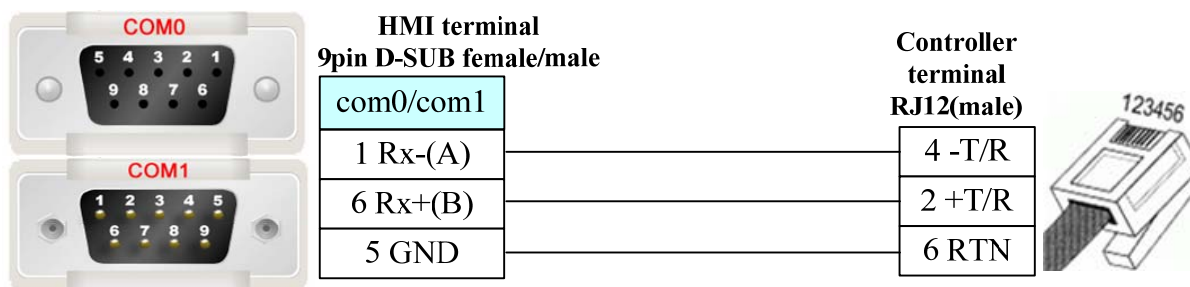 COM0
5 4 3 2 1
9 8 7 6
COM1
1 2 3 4 5
6 7 8 9
HMI terminal
9pin D-SUB female/male
com0/com1
1 Rx-(A)
6 Rx+(B)
5 GND
Controller
terminal
RJ12(male)
4 -T/R
2 +T/R
6 RTN
123456